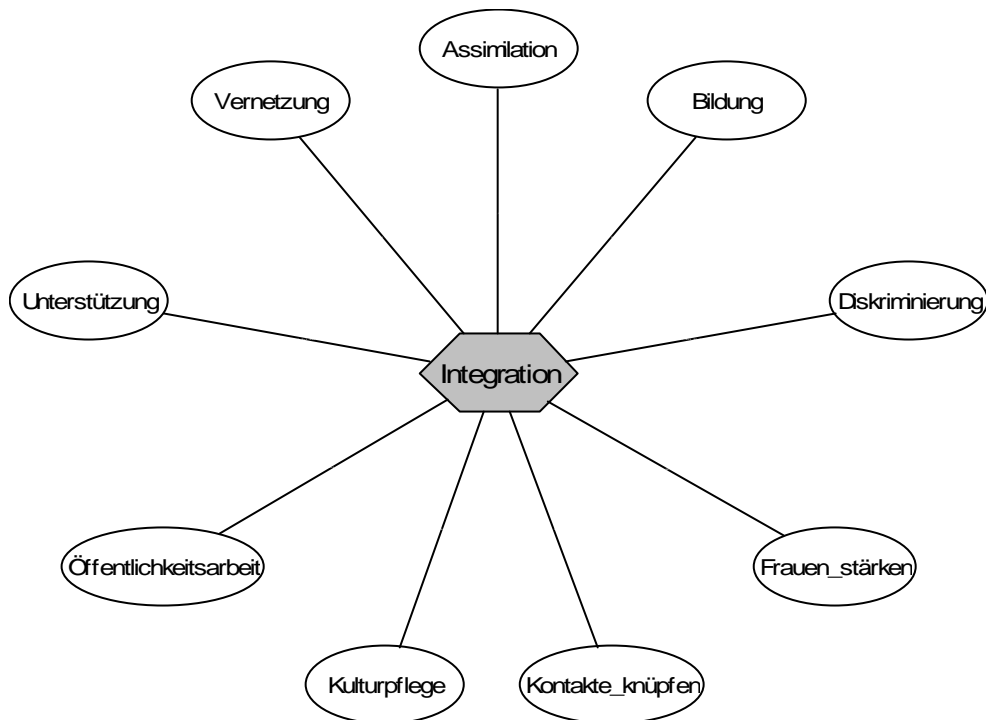 Assimilation
Vernetzung
Bildung
Unterstützung
Diskriminierung
Integration
Öffentlichkeitsarbeit
Frauen_stärken
Kulturpflege
Kontakte_knüpfen